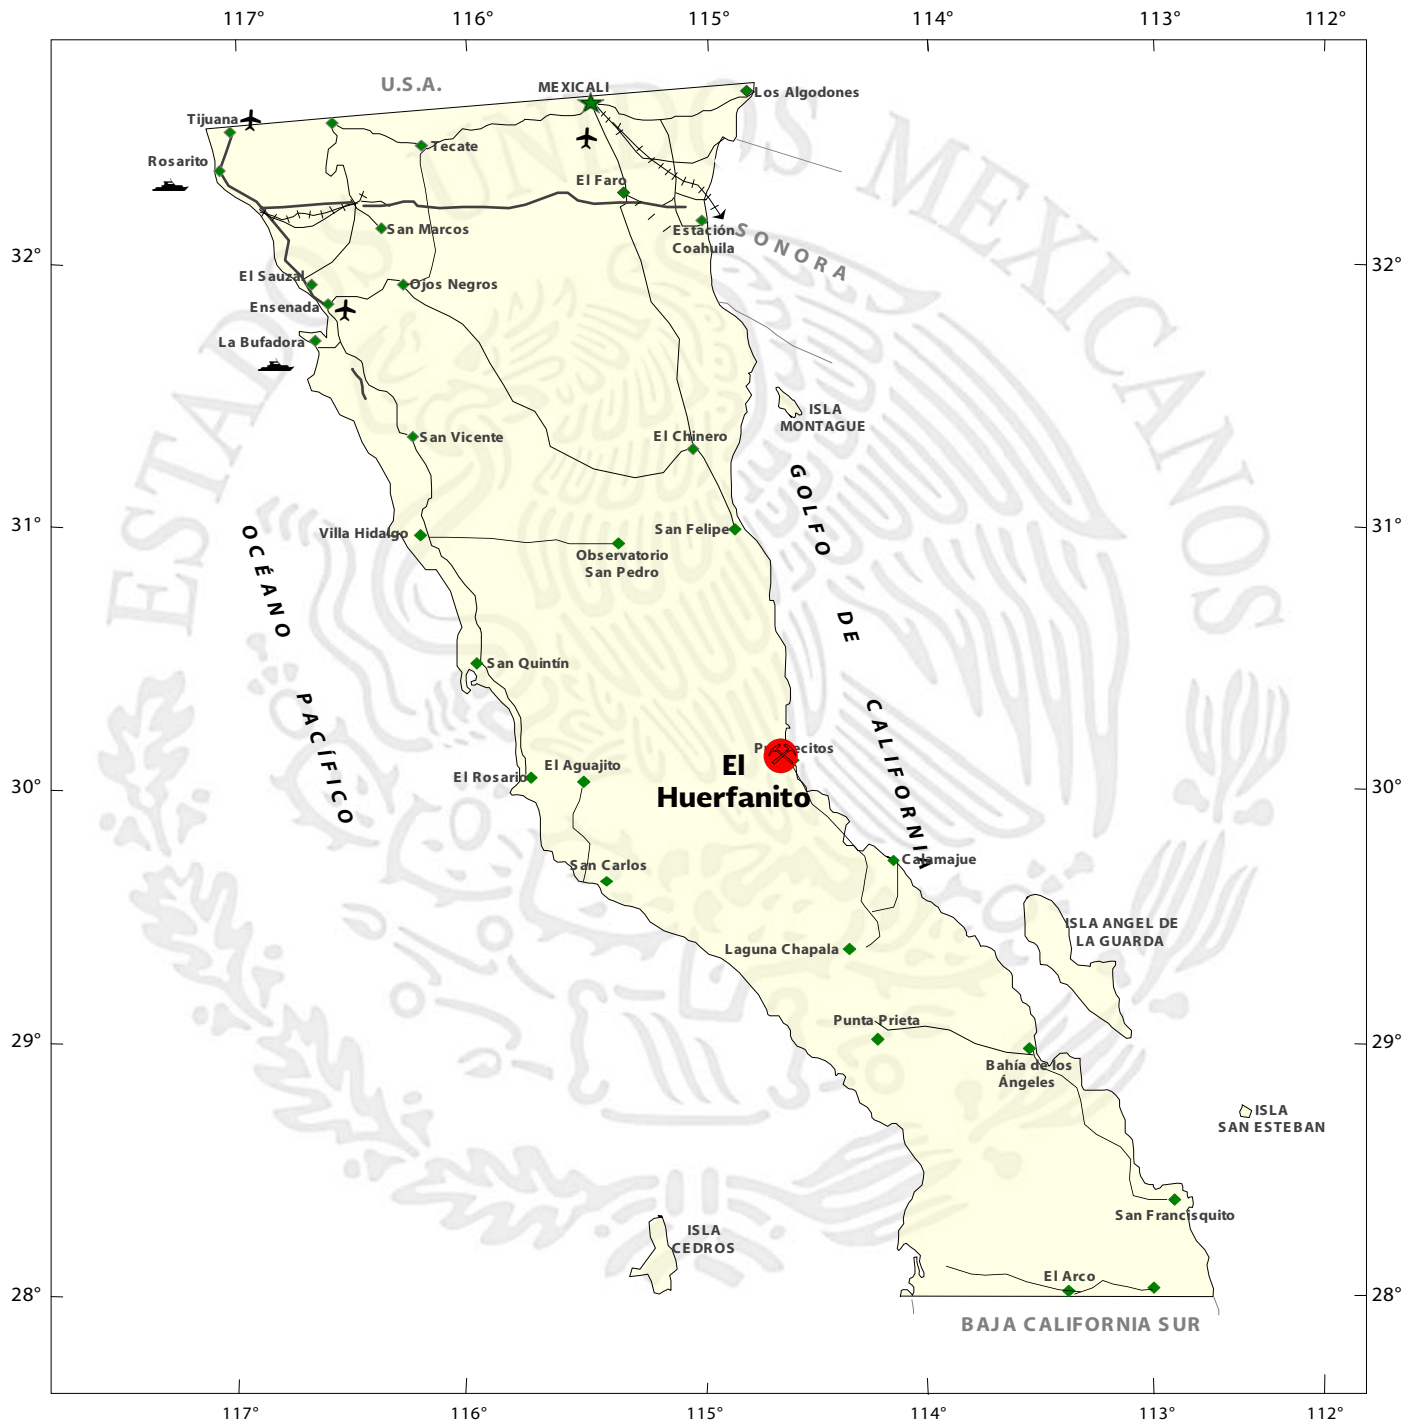 117°
116°
115°
114°
113°
112°
U.S.A.
MEXICALI
Los Algodones
Tijuana
Tecate
Rosarito
El Faro
San Marcos
Estación
Coahuila
SONORA
32°
32°
El Sauzal
Ojos Negros
Ensenada
La Bufadora
ISLA
MONTAGUE
San Vicente
El Chinero
GOLFO DE CALIFORNIA
31°
31°
Villa Hidalgo
San Felipe
Observatorio
San Pedro
OCÉANO PACÍFICO
San Quintín
El
Huerfanito
El Aguajito
El Rosario
30°
30°
San Carlos
Calamajue
ISLA ANGEL DE
LA GUARDA
Laguna Chapala
Punta Prieta
29°
29°
Bahía de los
Ángeles
ISLA
SAN ESTEBAN
San Francisquito
ISLA
CEDROS
El Arco
28°
28°
BAJA CALIFORNIA SUR
117°
116°
115°
114°
113°
112°
ESTADOS UNIDOS MEXICANOS